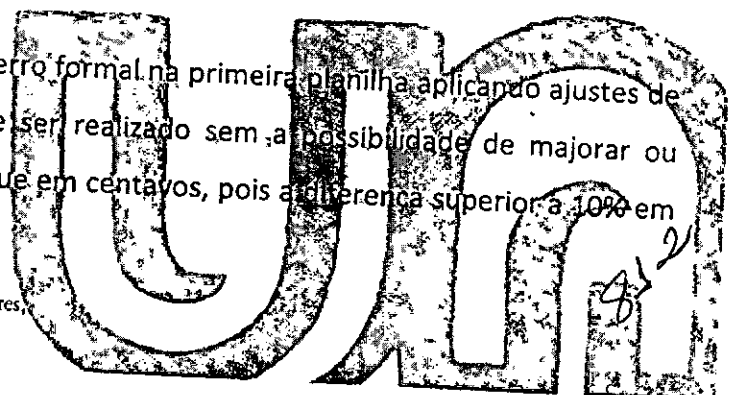 erro formal na primeira planilha aplicando ajustes de
e ser realizado sem a possibilidade de majorar ou
ue em centavos, pois a diferença superior a 10% em
res,